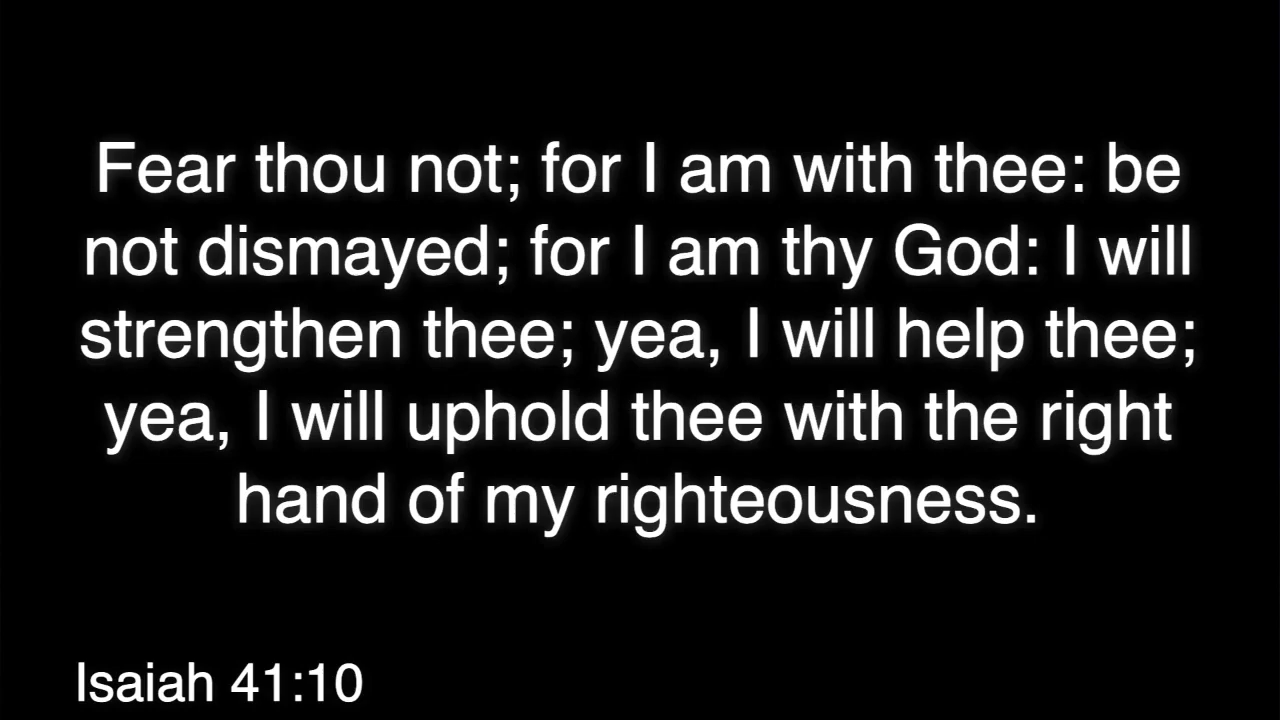 Fear thou not; for I am with thee: be
not dismayed; for I am thy God: I will
strengthen thee; yea, I will help thee;
yea, I will uphold thee with the right
hand of my righteousness.
Isaiah 41:10